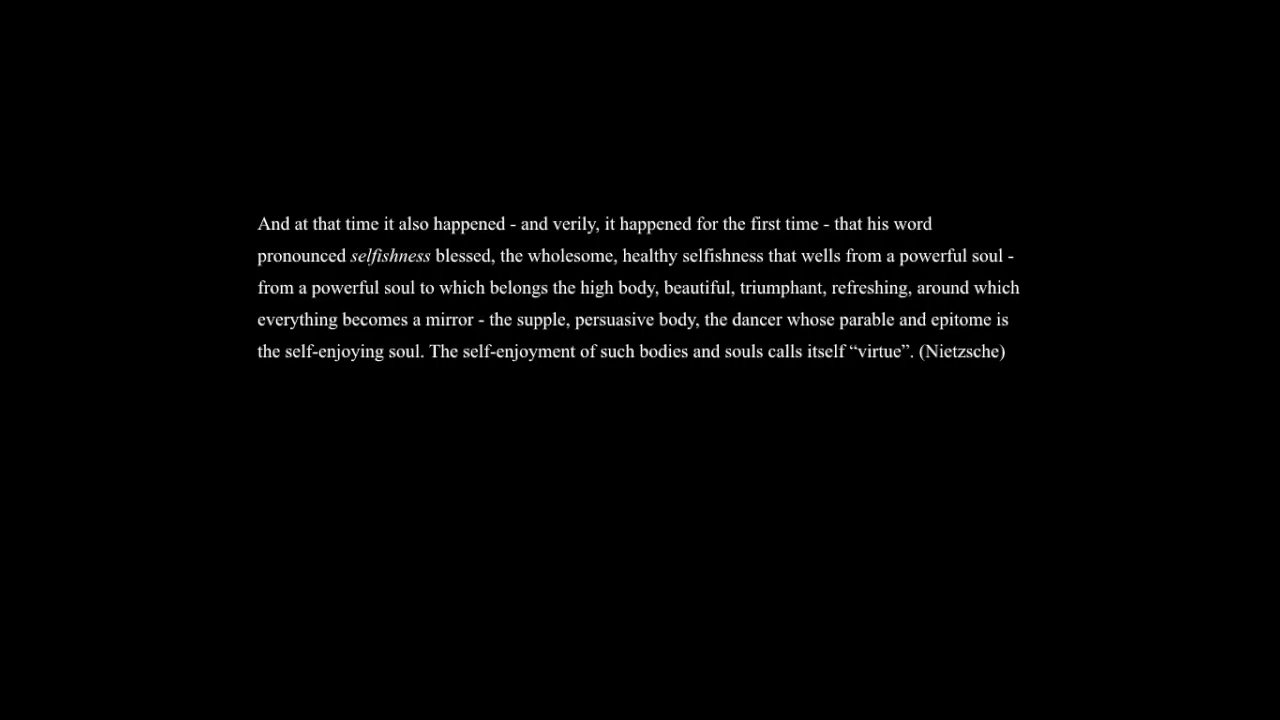 And at that time it also happened - and verily, it happened for the first time - that his word
pronounced selfishness blessed, the wholesome, healthy selfishness that wells from a powerful soul -
from a powerful soul to which belongs the high body, beautiful, triumphant, refreshing, around which
everything becomes a mirror - the supple, persuasive body, the dancer whose parable and epitome is
the self-enjoying soul. The self-enjoyment of such bodies and souls calls itself “virtue”. (Nietzsche)